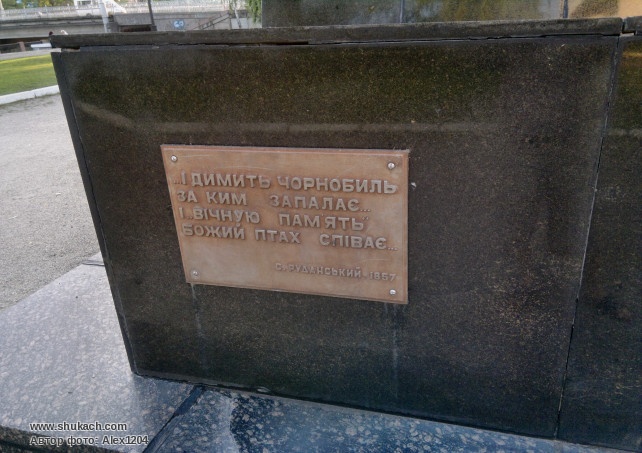 ...І ДИМИТЬ ЧОРНОБИЛЬ
ЗА КИМ ЗАПАЛАЄ...
І ВІЧНУЮ ПАМ'ЯТЬ
БОЖИЙ ПТАХ СПІВАЄ...
С. РУДАНСЬКИЙ-1857
www.shukach.com
Автор фото: Alex1204